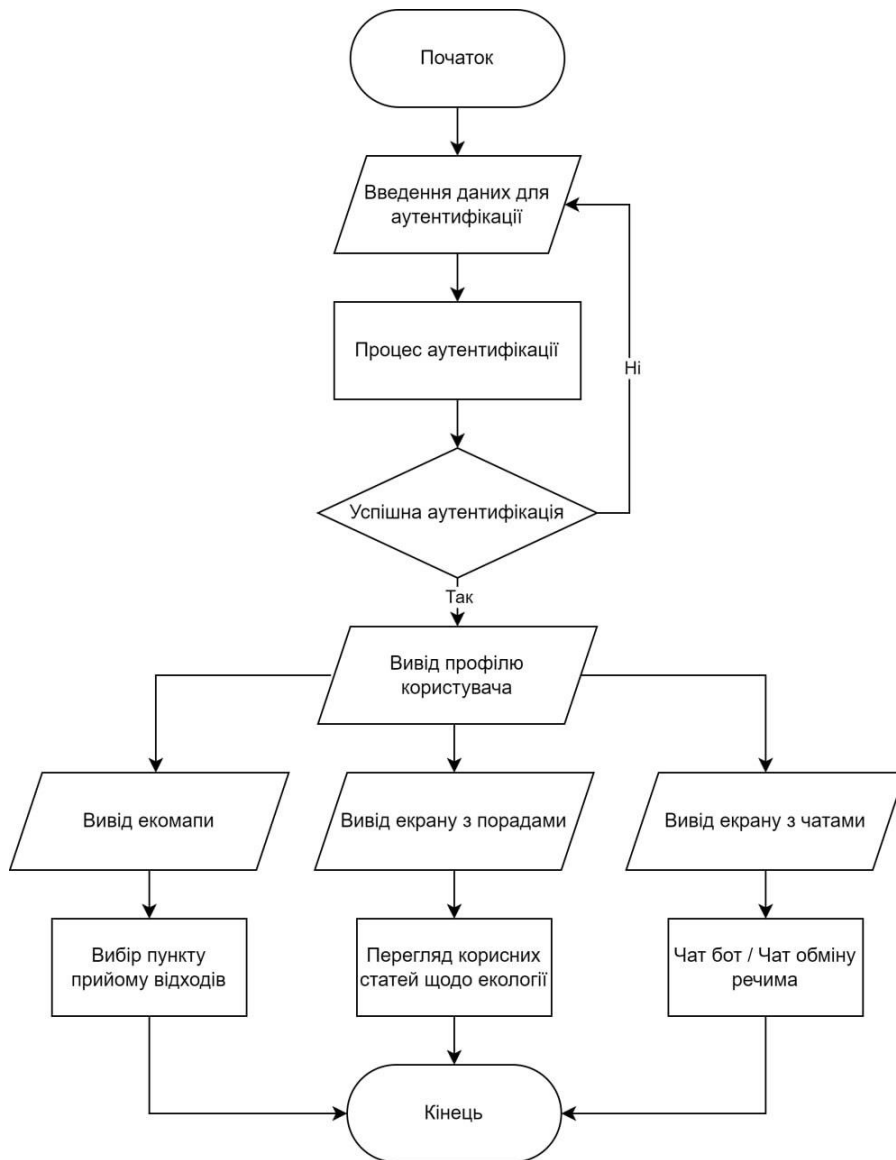 Початок
Введення даних для
аутентифікації
Процес аутентифікації
Ні
Успішна аутентифікація
Так
Вивід профілю
користувача
Вивід екомапи
Вивід екрану з порадами
Вивід екрану з чатами
Вибір пункту
прийому відходів
Перегляд корисних
статей щодо екології
Чат бот / Чат обміну
речима
Кінець